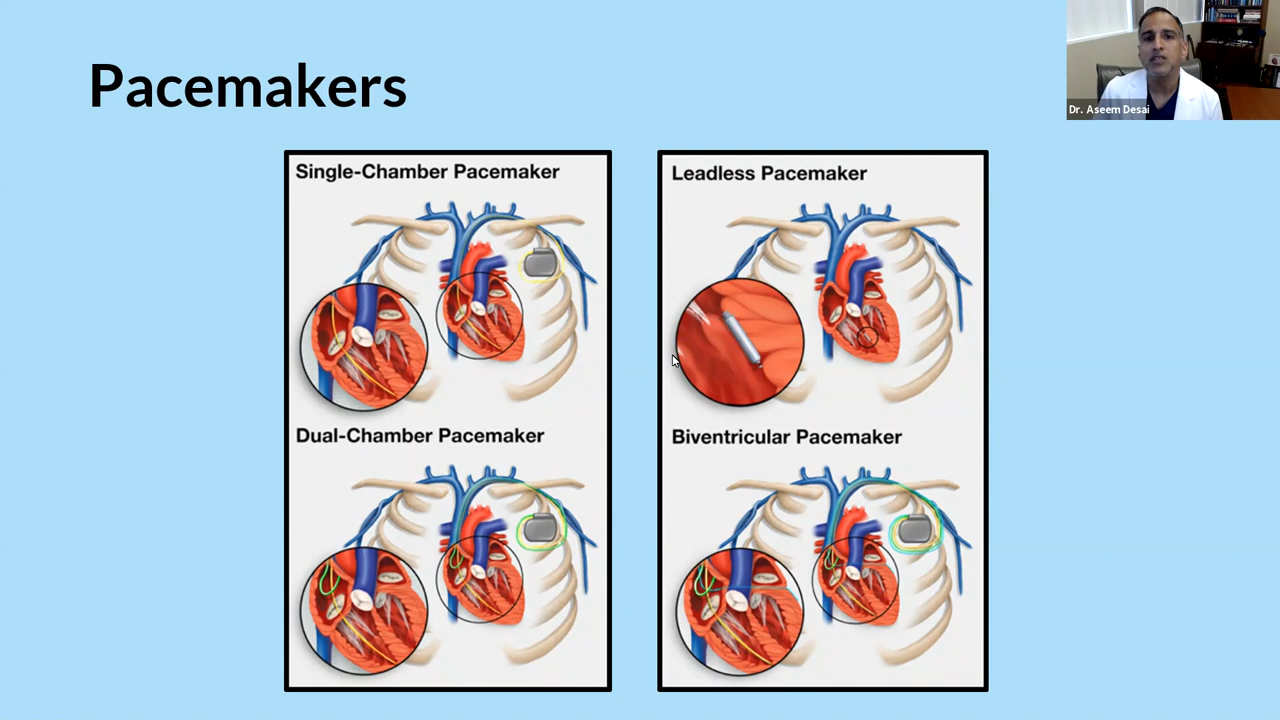 Pacemakers
Dr. Aseem Desai
Single-Chamber Pacemaker
Leadless Pacemaker
Dual-Chamber Pacemaker
Biventricular Pacemaker